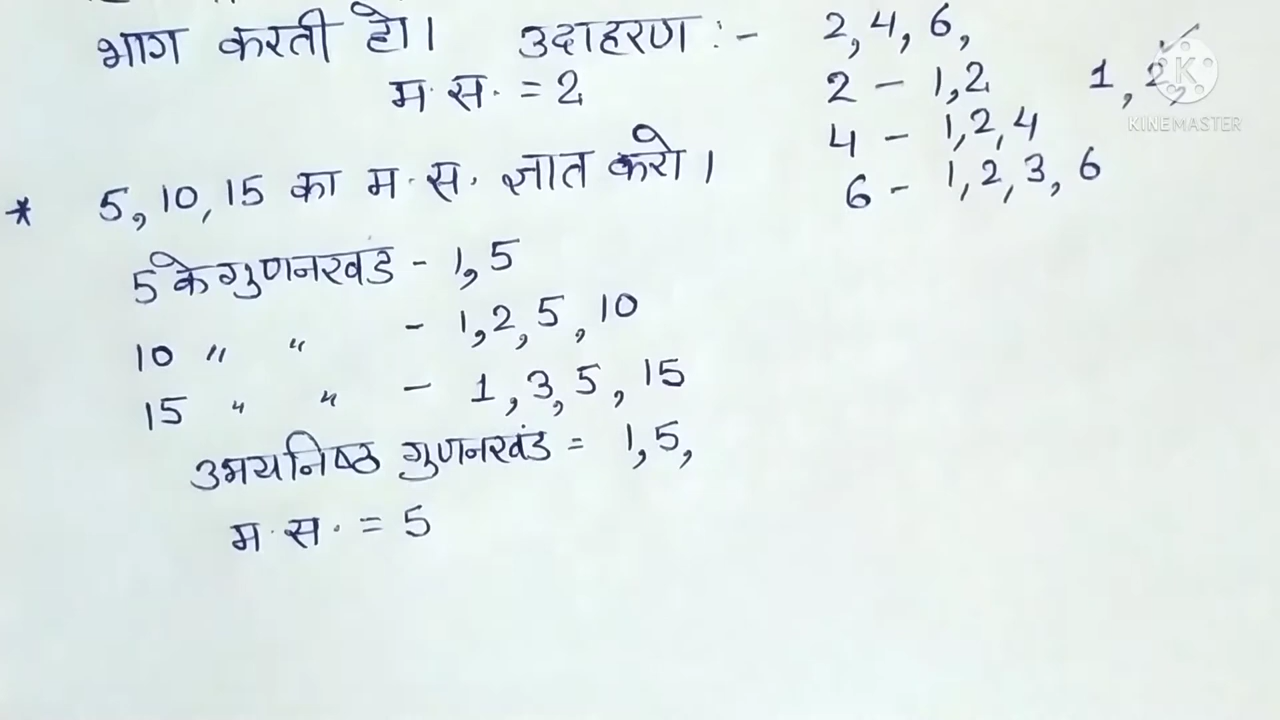 भाग करती हो। उदाहरण :- 2, 4, 6,
म. स. = 2
2 - 1, 2
1, 2,
4 - 1, 2, 4
6 - 1, 2, 3, 6
KINEMASTER
* 5, 10, 15 का म. स. ज्ञात करो।
5 के गुणनखंड - 1, 5
10 " " - 1, 2, 5, 10
15 " " - 1, 3, 5, 15
उभयनिष्ठ गुणनखंड = 1, 5,
म. स. = 5